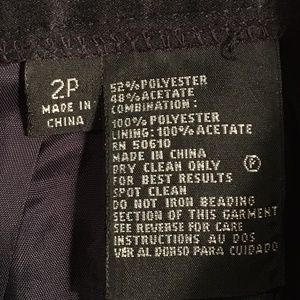 2P
MADE IN
CHINA
52% POLYESTER
48% ACETATE
COMBINATION:
100% POLYESTER
LINING: 100% ACETATE
RN 50610
MADE IN CHINA
DRY CLEAN ONLY
P
FOR BEST RESULTS
SPOT CLEAN
DO NOT IRON BEADING
SECTION OF THIS GARMENT
SEE REVERSE FOR CARE
INSTRUCTIONS AU DOS
VER AL DORSO PARA CUIDADO